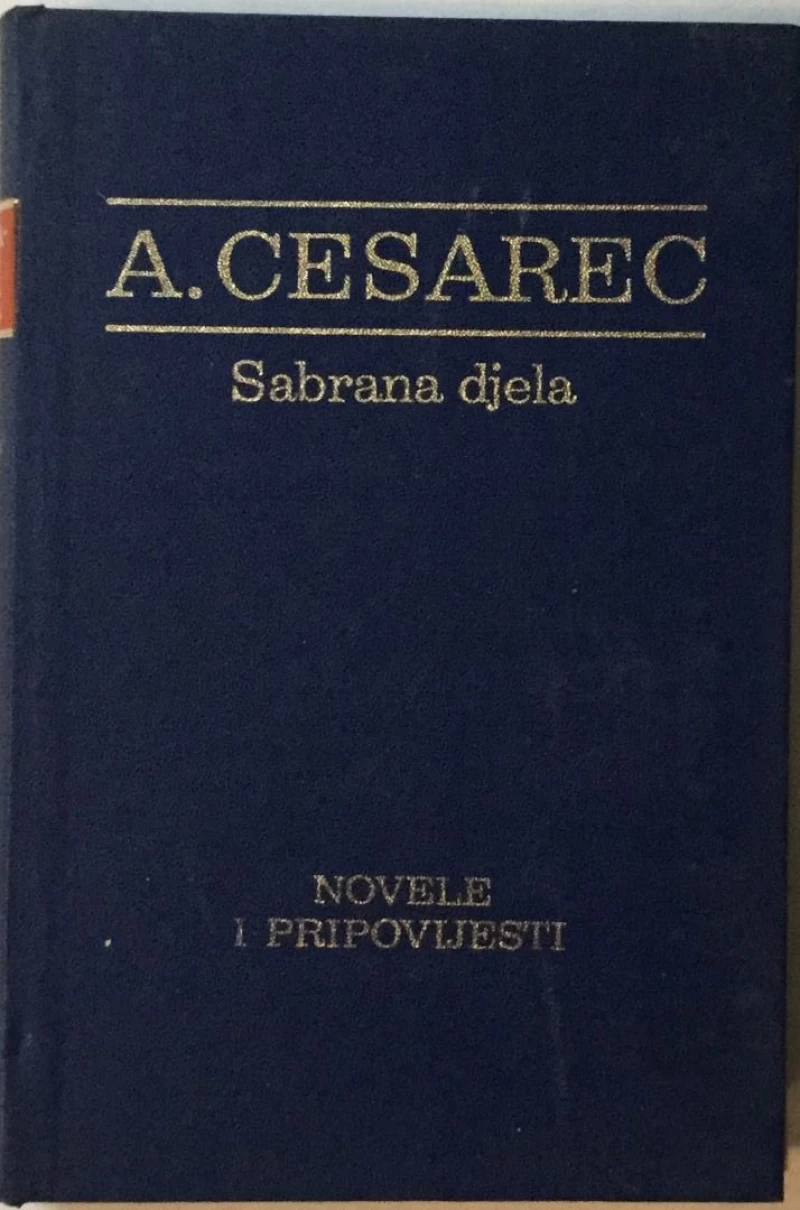 A. CESAREC
Sabrana djela
NOVELE
I PRIPOVIJESTI